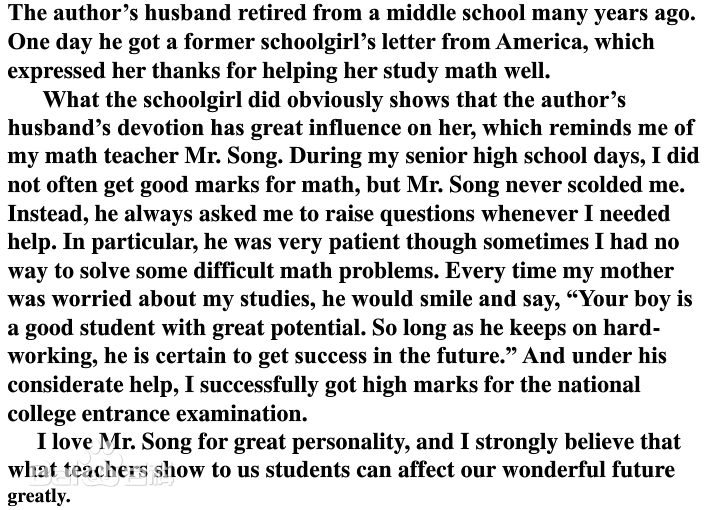 The author’s husband retired from a middle school many years ago.
One day he got a former schoolgirl’s letter from America, which
expressed her thanks for helping her study math well.
What the schoolgirl did obviously shows that the author’s
husband’s devotion has great influence on her, which reminds me of
my math teacher Mr. Song. During my senior high school days, I did
not often get good marks for math, but Mr. Song never scolded me.
Instead, he always asked me to raise questions whenever I needed
help. In particular, he was very patient though sometimes I had no
way to solve some difficult math problems. Every time my mother
was worried about my studies, he would smile and say, “Your boy is
a good student with great potential. So long as he keeps on hard-
working, he is certain to get success in the future.” And under his
considerate help, I successfully got high marks for the national
college entrance examination.
I love Mr. Song for great personality, and I strongly believe that
what teachers show to us students can affect our wonderful future
greatly.